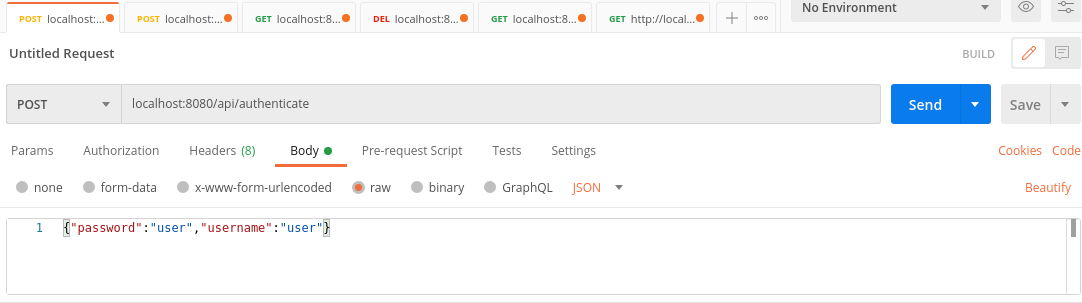 POST localhost:... POST localhost:... GET localhost:8... DEL localhost:8... GET localhost:8... GET http://local... No Environment
Untitled Request BUILD
POST localhost:8080/api/authenticate Send Save
Params Authorization Headers (8) Body Pre-request Script Tests Settings Cookies Code
none form-data x-www-form-urlencoded raw binary GraphQL JSON Beautify
1 {"password":"user","username":"user"}